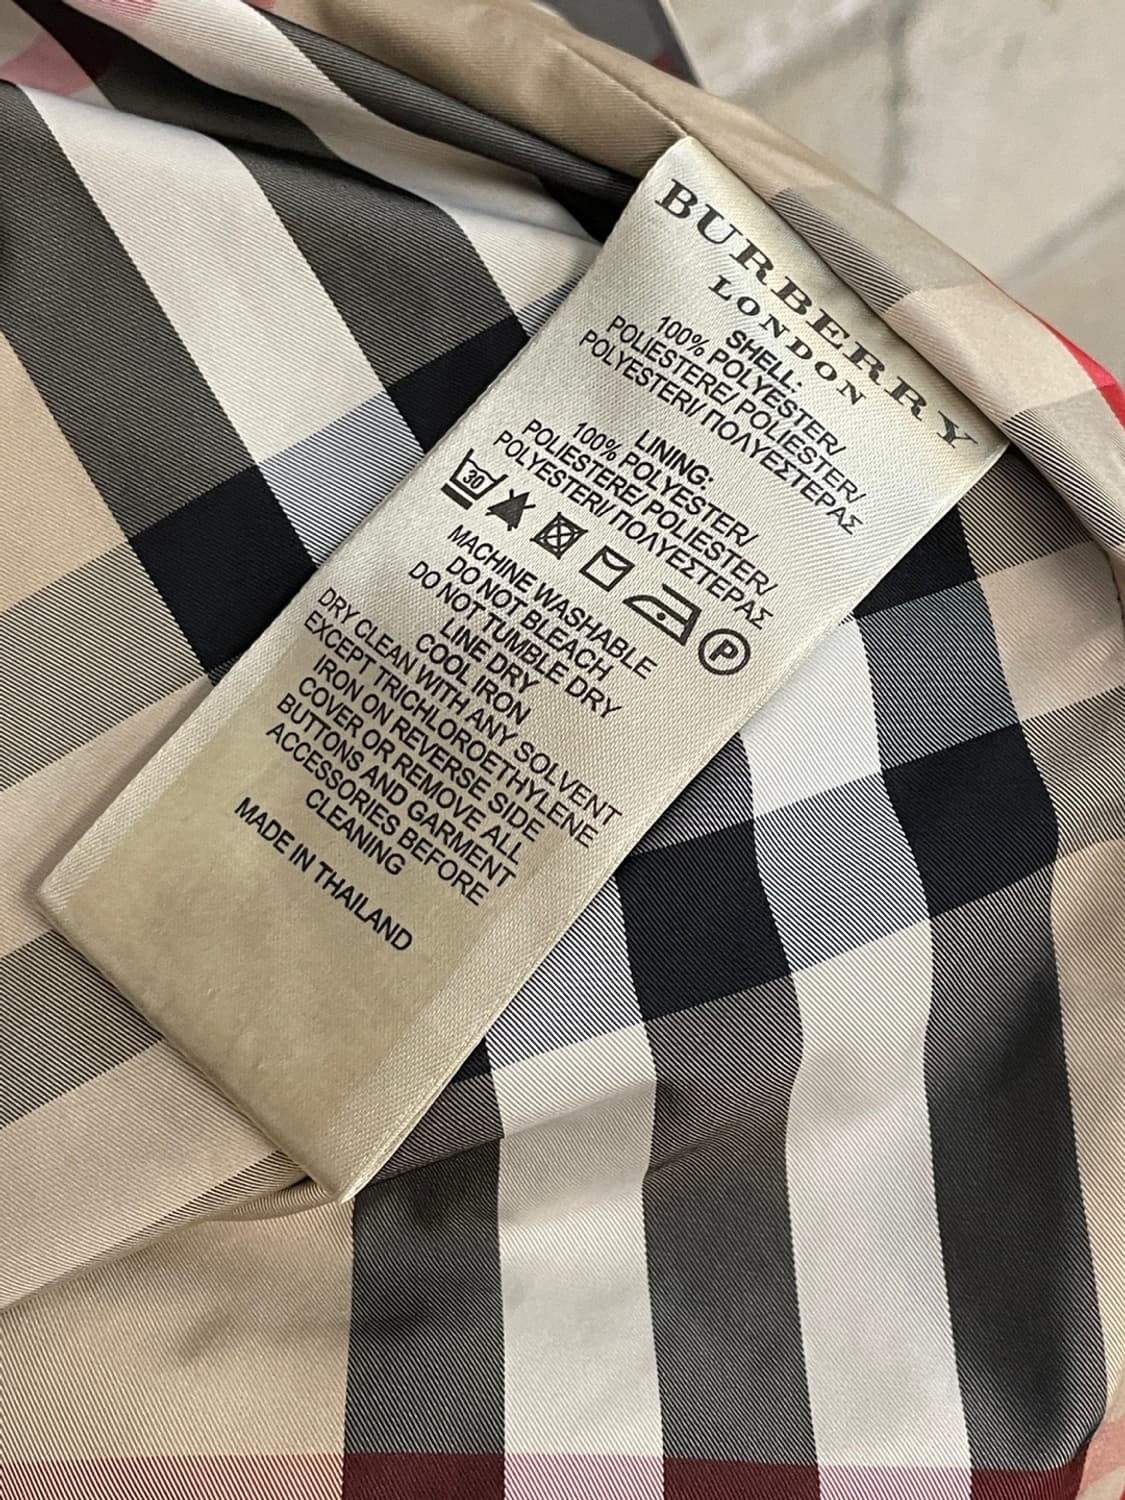 BURBERRY
LONDON
SHELL:
100% POLYESTER/
POLIESTERE/ POLIESTER/
POLYESTERI/ ΠΟΛΥΕΣΤΕΡΑΣ
LINING:
100% POLYESTER/
POLIESTERE/ POLIESTER/
POLYESTERI/ΠΟΛΥΕΣΤΕΡΑΣ
30 P
MACHINE WASHABLE
DO NOT BLEACH
DO NOT TUMBLE DRY
LINE DRY
COOL IRON
DRY CLEAN WITH ANY SOLVENT
EXCEPT TRICHLOROETHYLENE
IRON ON REVERSE SIDE
COVER OR REMOVE ALL
BUTTONS AND GARMENT
ACCESSORIES BEFORE
CLEANING
MADE IN THAILAND